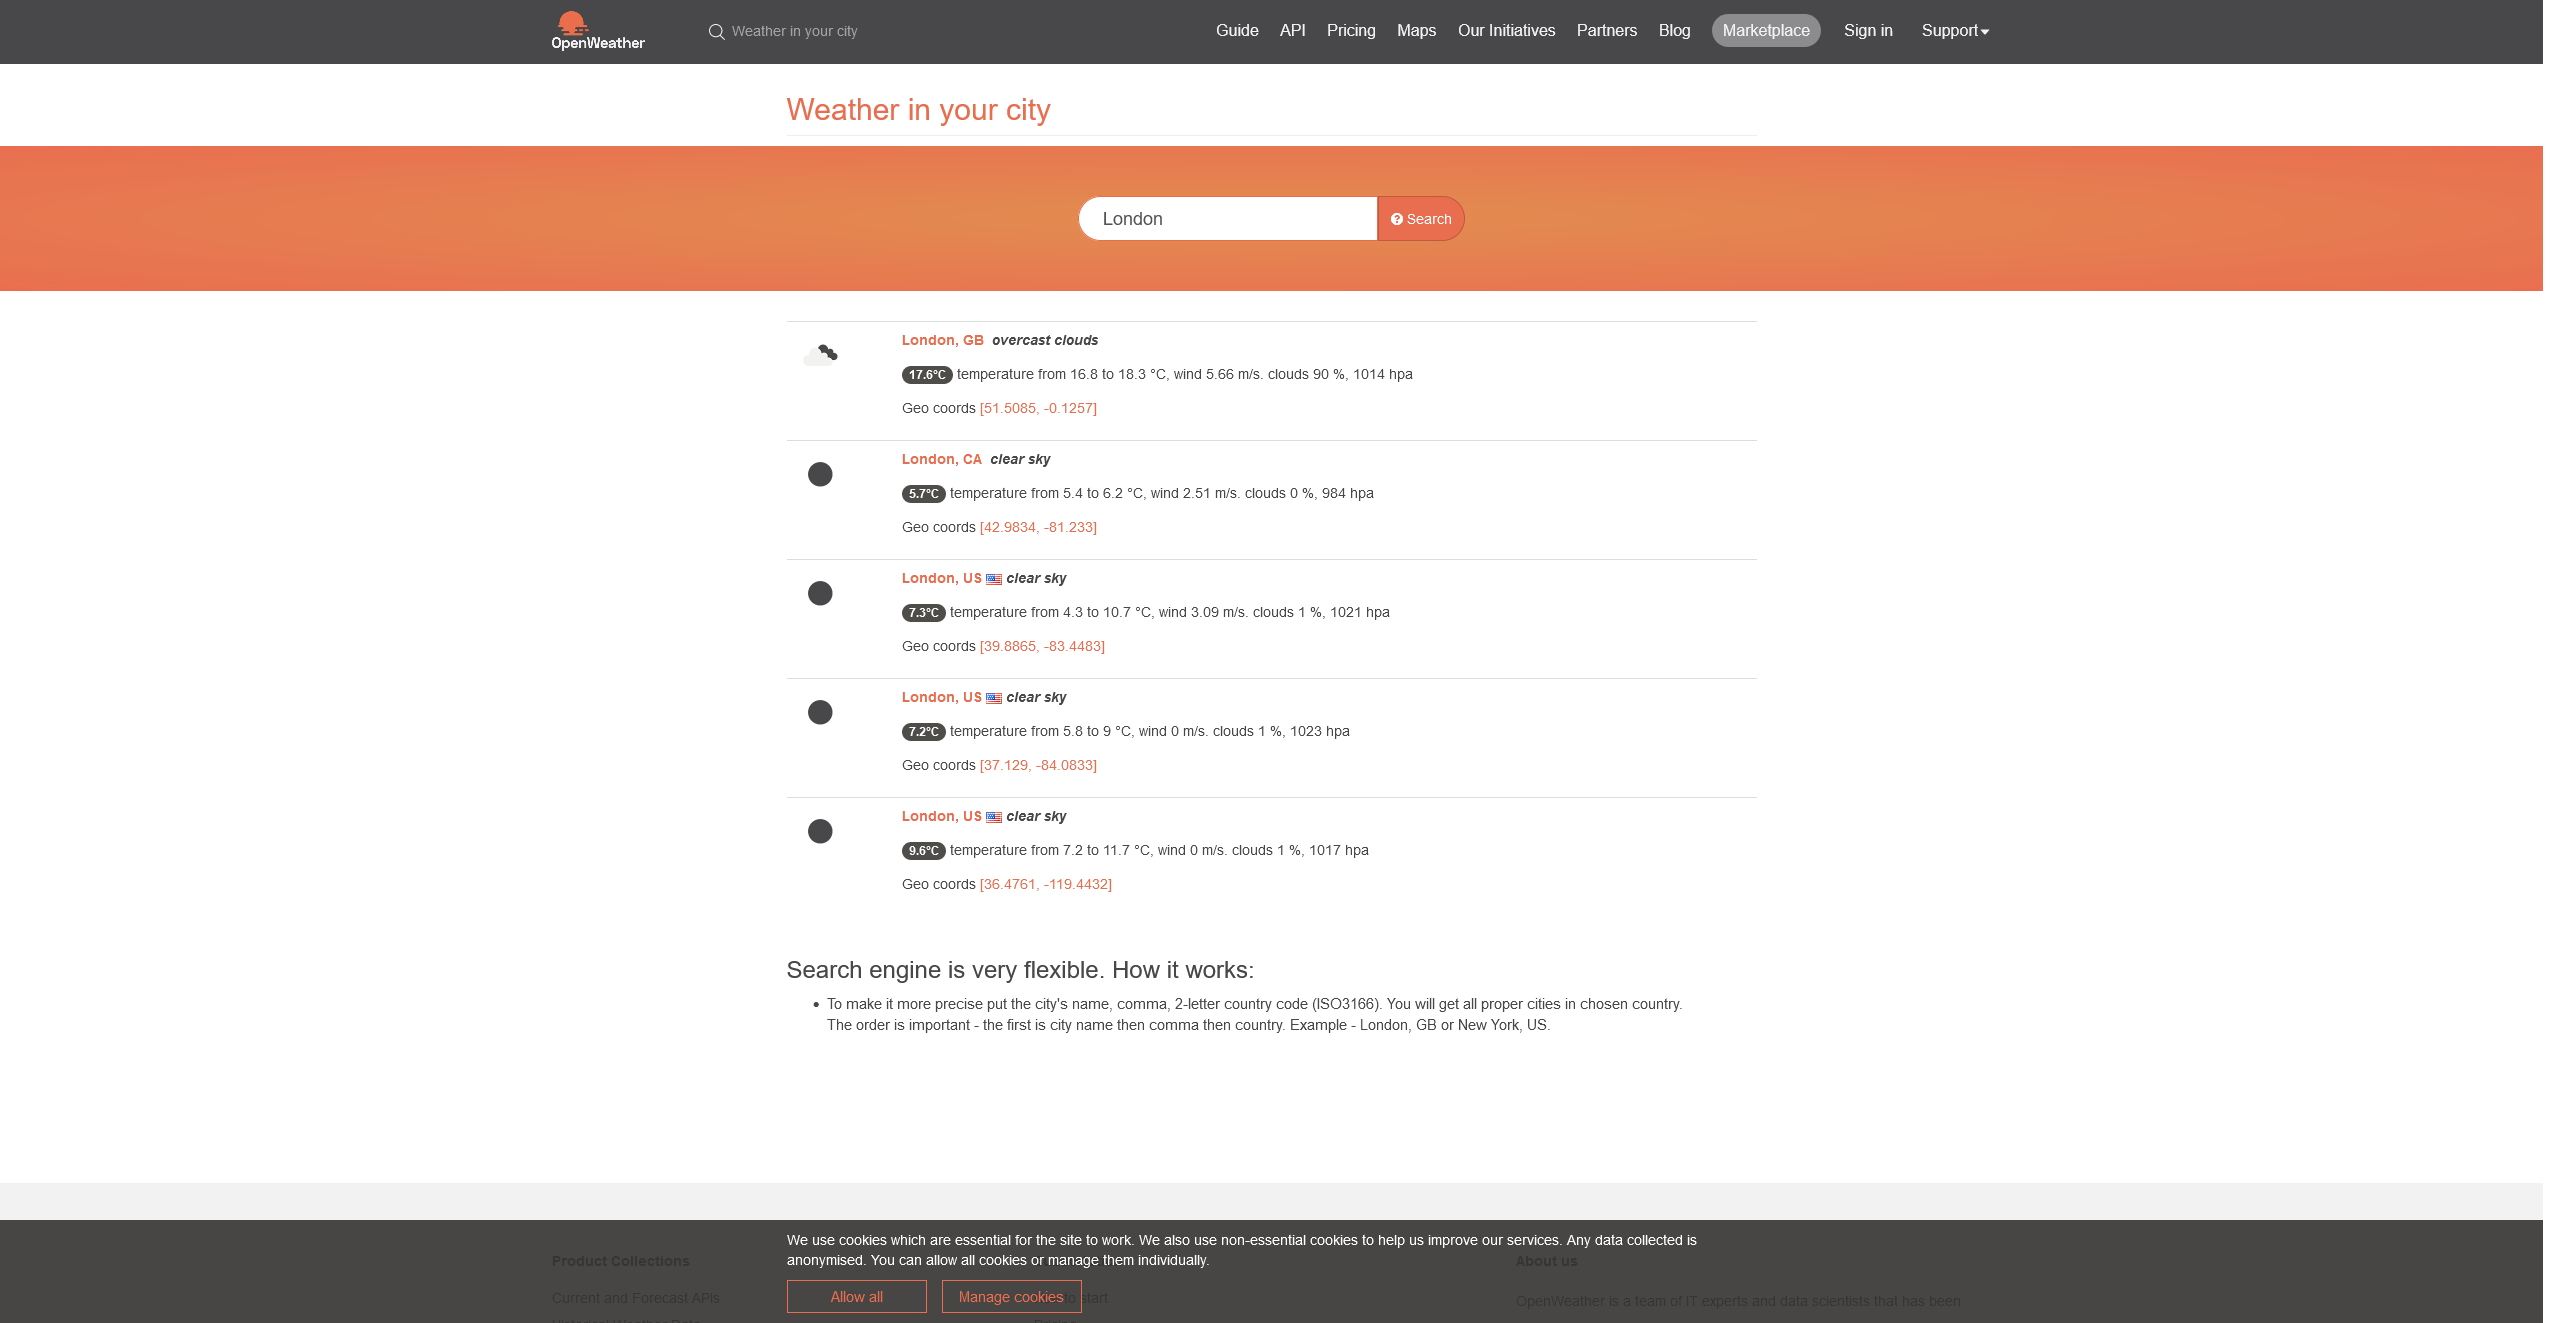 OpenWeather
Weather in your city
Guide API Pricing Maps Our Initiatives Partners Blog Marketplace Sign in Support
Weather in your city
London
Search
London, GB overcast clouds
17.6°C temperature from 16.8 to 18.3 °C, wind 5.66 m/s. clouds 90 %, 1014 hpa
Geo coords [51.5085, -0.1257]
London, CA clear sky
5.7°C temperature from 5.4 to 6.2 °C, wind 2.51 m/s. clouds 0 %, 984 hpa
Geo coords [42.9834, -81.233]
London, US clear sky
7.3°C temperature from 4.3 to 10.7 °C, wind 3.09 m/s. clouds 1 %, 1021 hpa
Geo coords [39.8865, -83.4483]
London, US clear sky
7.2°C temperature from 5.8 to 9 °C, wind 0 m/s. clouds 1 %, 1023 hpa
Geo coords [37.129, -84.0833]
London, US clear sky
9.6°C temperature from 7.2 to 11.7 °C, wind 0 m/s. clouds 1 %, 1017 hpa
Geo coords [36.4761, -119.4432]
Search engine is very flexible. How it works:
• To make it more precise put the city's name, comma, 2-letter country code (ISO3166). You will get all proper cities in chosen country.
The order is important - the first is city name then comma then country. Example - London, GB or New York, US.
We use cookies which are essential for the site to work. We also use non-essential cookies to help us improve our services. Any data collected is
anonymised. You can allow all cookies or manage them individually.
Allow all
Manage cookies
Product Collections
Current and Forecast APIs
to start
About us
OpenWeather is a team of IT experts and data scientists that has been